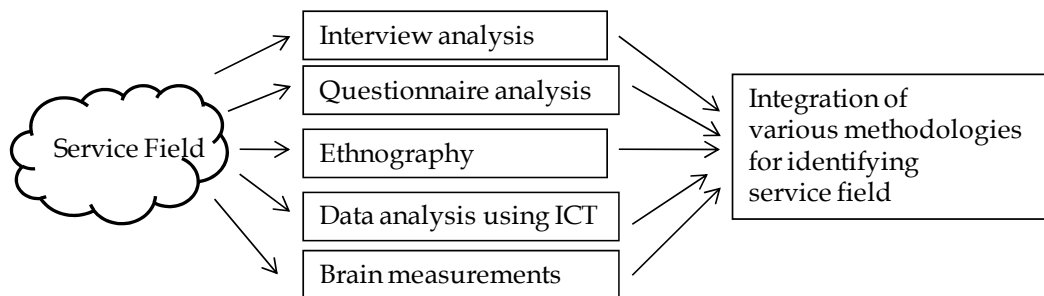 Service Field
Interview analysis
Questionnaire analysis
Ethnography
Data analysis using ICT
Brain measurements
Integration of
various methodologies
for identifying
service field